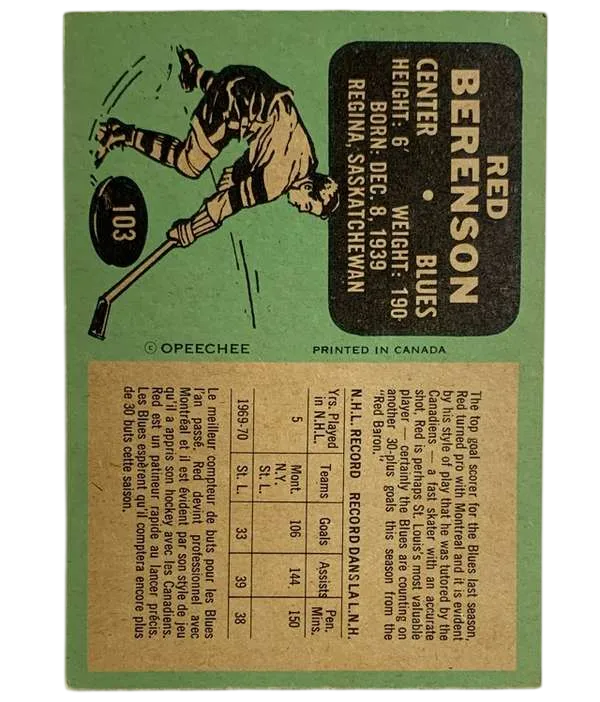 RED
BERENSON
CENTER • BLUES
HEIGHT: 6 WEIGHT: 190
BORN: DEC. 8, 1939
REGINA, SASKATCHEWAN
103
© OPEECHEE PRINTED IN CANADA
The top goal scorer for the Blues last season,
Red turned pro with Montreal and it is evident
by his style of play that he was tutored by the
Canadiens — a fast skater with an accurate
shot. Red is perhaps St. Louis's most valuable
player — certainly the Blues are counting on
another 30-plus goals this season from the
"Red Baron."
N.H.L. RECORD RECORD DANS LA L.N.H.
Yrs. Played in N.H.L. Teams Goals Assists Pen. Mins.
5 Mont. N.Y. St. L. 106 144 150
1969-70 St. L. 33 39 38
Le meilleur compteur de buts pour les Blues
l'an passé. Red devint professionnel avec
Montréal et il est évident par son style de jeu
qu'il a appris son hockey avec les Canadiens.
Red est un patineur rapide au lancer précis.
Les Blues espèrent qu'il comptera encore plus
de 30 buts cette saison.